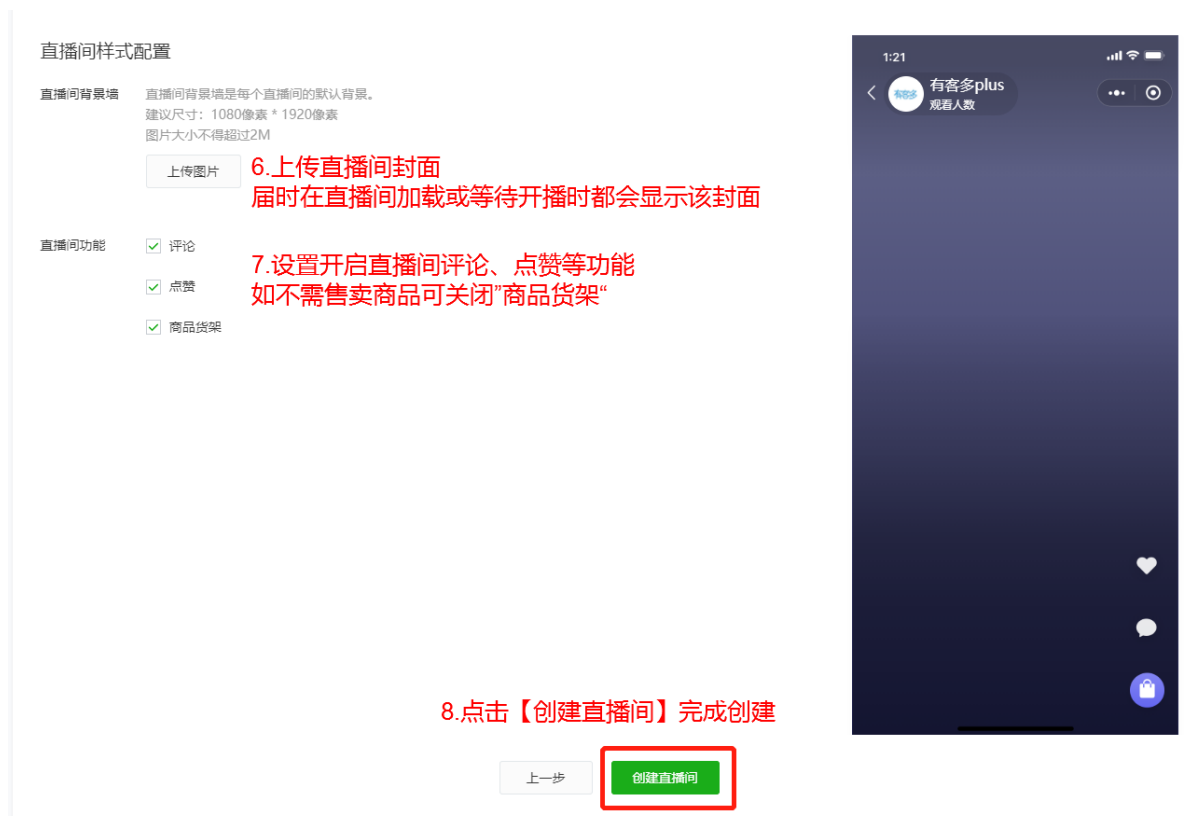 直播间样式配置
直播间背景墙
直播间背景墙是每个直播间的默认背景。
建议尺寸：1080像素 * 1920像素
图片大小不得超过2M
上传图片
6.上传直播间封面
届时在直播间加载或等待开播时都会显示该封面
直播间功能
评论
点赞
商品货架
7.设置开启直播间评论、点赞等功能
如不需售卖商品可关闭”商品货架“
8.点击【创建直播间】完成创建
上一步
创建直播间
1:21
有客多
有客多plus
观看人数